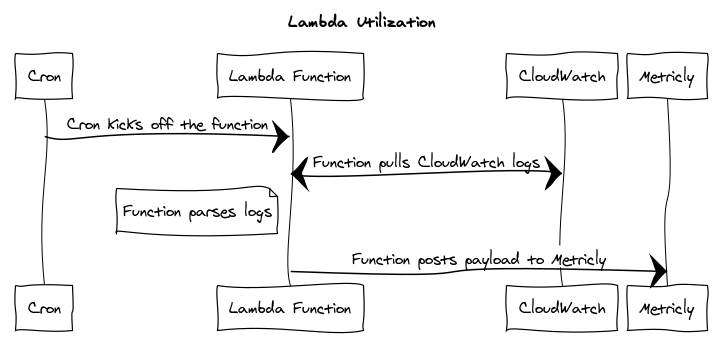 Lambda Utilization
Cron
Lambda Function
CloudWatch
Metricly
Cron kicks off the function
Function pulls CloudWatch logs
Function parses logs
Function posts payload to Metricly
Cron
Lambda Function
CloudWatch
Metricly